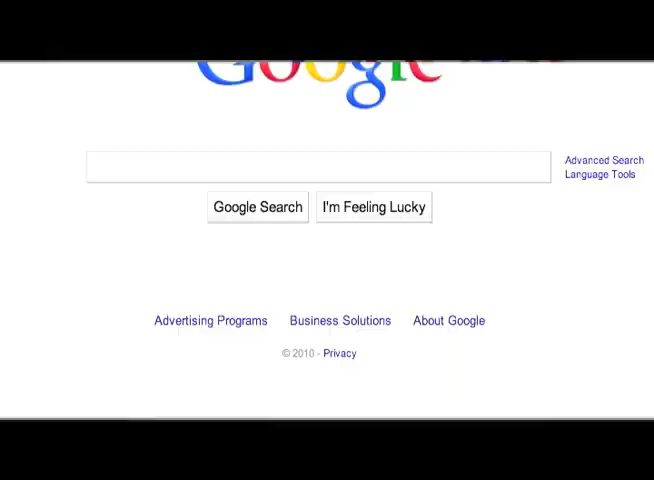 Google
Advanced Search
Language Tools
Google Search
I'm Feeling Lucky
Advertising Programs
Business Solutions
About Google
© 2010 - Privacy